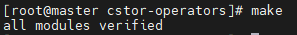 [root@master cstor-operators]# make
all modules verified